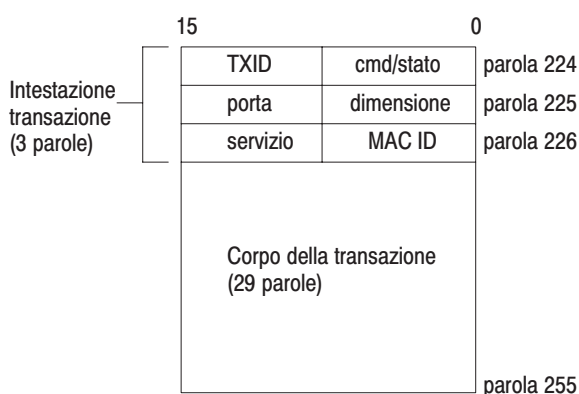 15 0
TXID cmd/stato parola 224
Intestazione
transazione
(3 parole)
porta dimensione parola 225
servizio MAC ID parola 226
Corpo della transazione
(29 parole)
parola 255